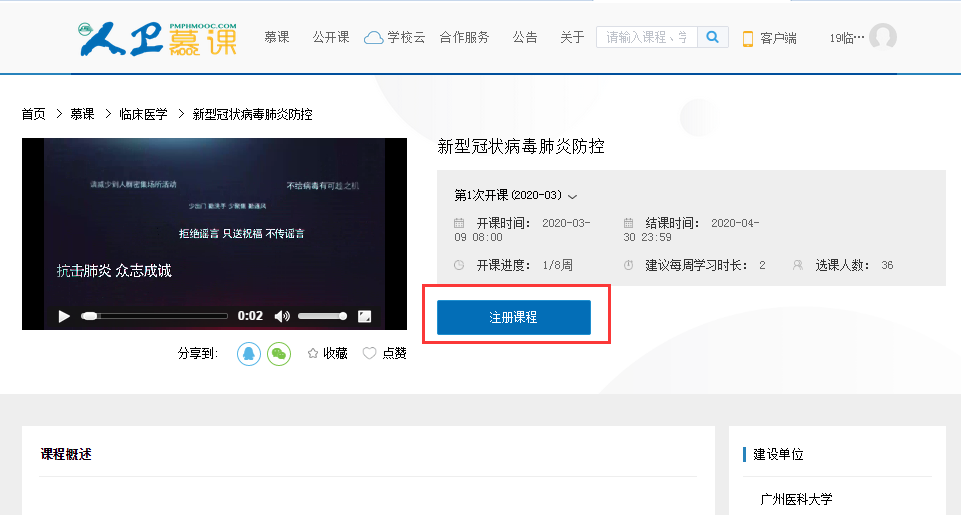 人卫慕课
PMPHMOOC.COM
MOOC
慕课 公开课 学校云 合作服务 公告 关于 请输入课程、学 客户端 19临…
首页 > 慕课 > 临床医学 > 新型冠状病毒肺炎防控
请减少到人群密集场所活动
不给病毒有可趁之机
少出门 勤洗手 少聚集 勤通风
拒绝谣言 只送祝福 不传谣言
抗击肺炎 众志成诚
0:02
分享到: 收藏 点赞
新型冠状病毒肺炎防控
第1次开课(2020-03)
开课时间: 2020-03-
09 08:00
结课时间: 2020-04-
30 23:59
开课进度: 1/8周 建议每周学习时长: 2 选课人数: 36
注册课程
课程概述
建设单位
广州医科大学